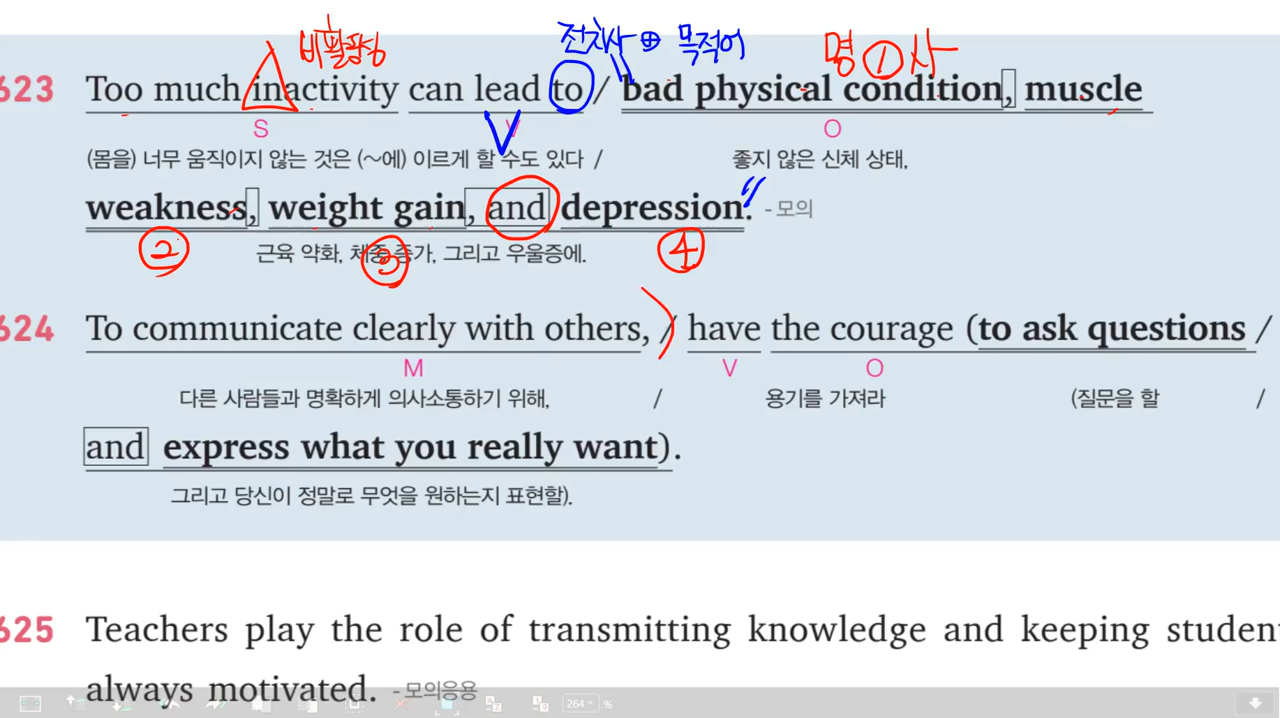 비활성 전치사 ⊕ 목적어 명 ① 사
623 Too much inactivity can lead to / bad physical condition, muscle
S V O
(몸을) 너무 움직이지 않는 것은 (~에) 이르게 할 수도 있다 / 좋지 않은 신체 상태,
weakness, weight gain, and depression. - 모의
② ③ ④
근육 약화, 체중 증가, 그리고 우울증에.
624 To communicate clearly with others, / have the courage (to ask questions /
M V O
다른 사람들과 명확하게 의사소통하기 위해, / 용기를 가져라 (질문을 할 /
and express what you really want).
그리고 당신이 정말로 무엇을 원하는지 표현할).
625 Teachers play the role of transmitting knowledge and keeping studen
always motivated. - 모의응용
264 %